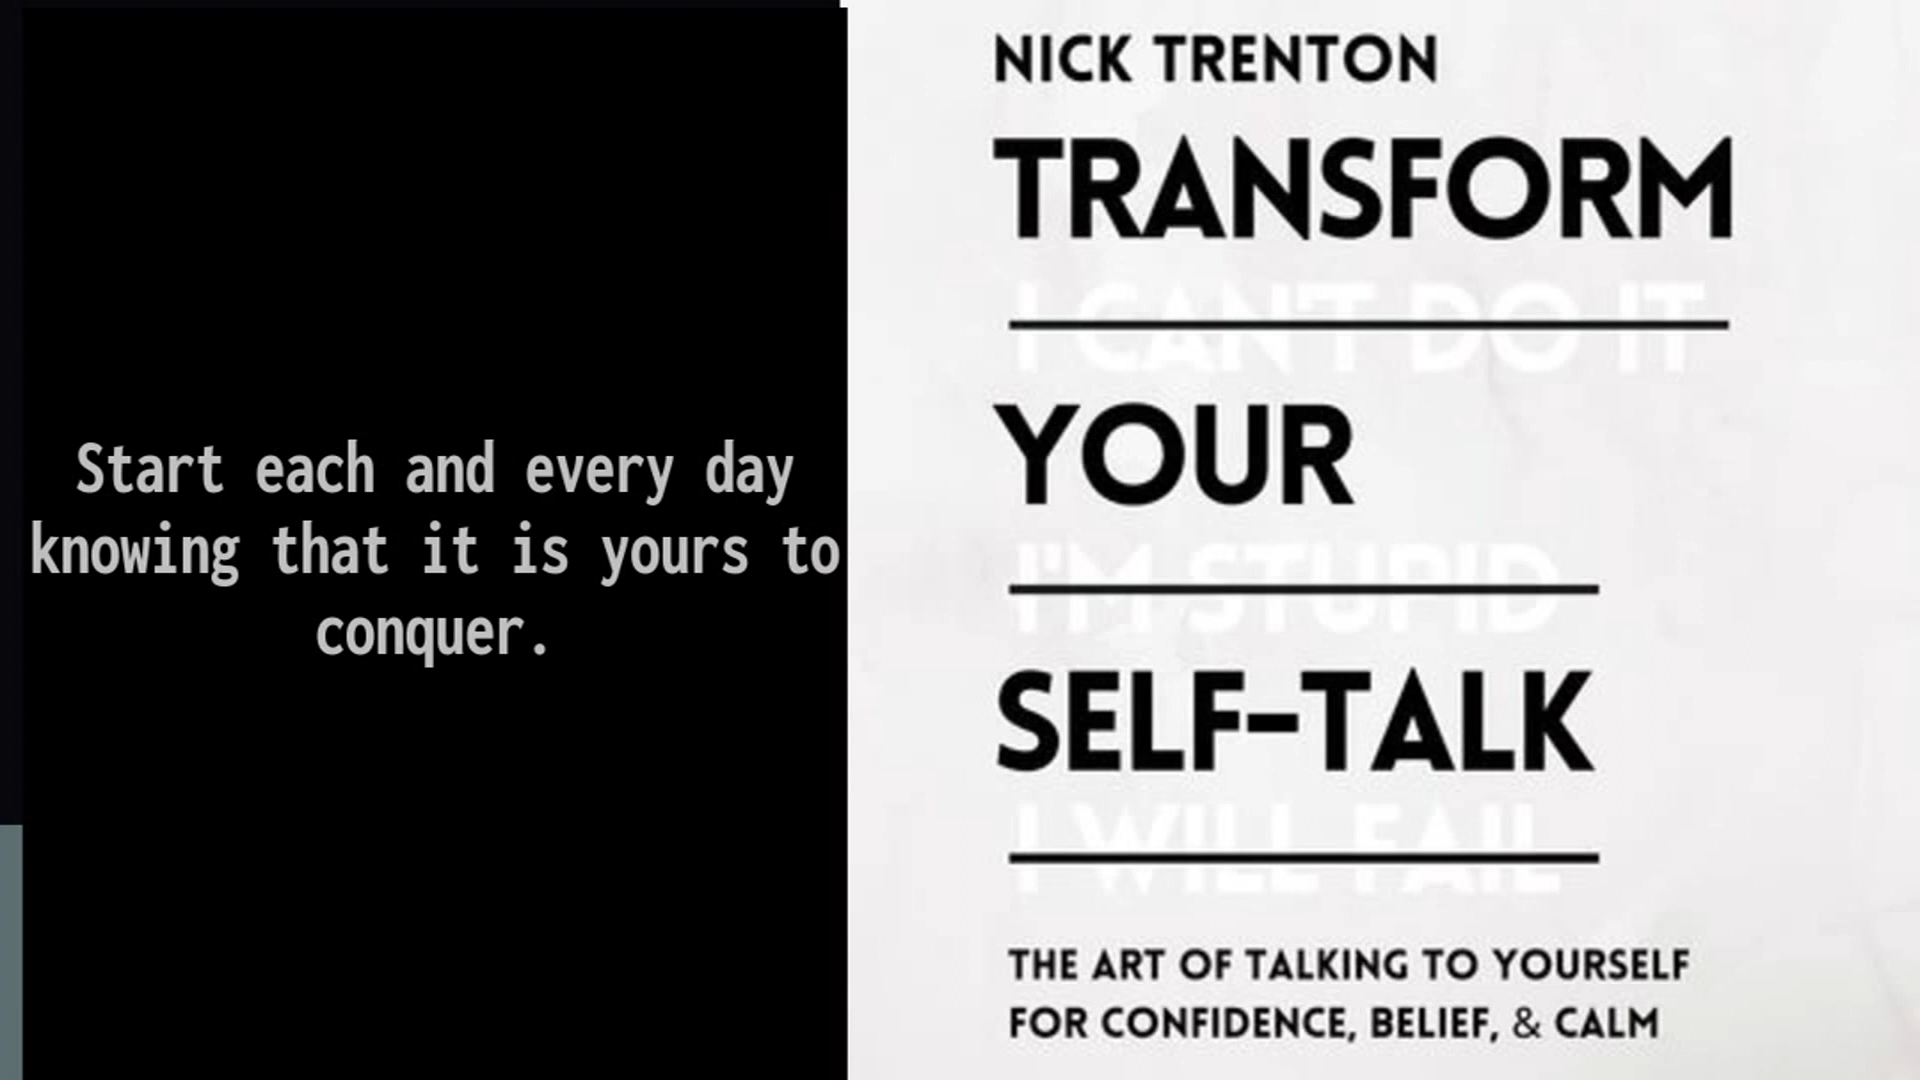 Start each and every day
knowing that it is yours to
conquer.
NICK TRENTON
TRANSFORM
I CAN'T DO IT
YOUR
I'M STUPID
SELF-TALK
I WILL FAIL
THE ART OF TALKING TO YOURSELF
FOR CONFIDENCE, BELIEF, & CALM